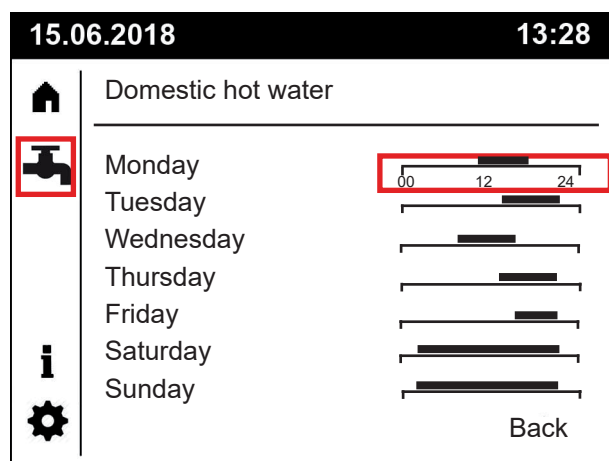 15.06.2018 13:28
Domestic hot water
Monday
00 12 24
Tuesday
Wednesday
Thursday
Friday
Saturday
Sunday
Back